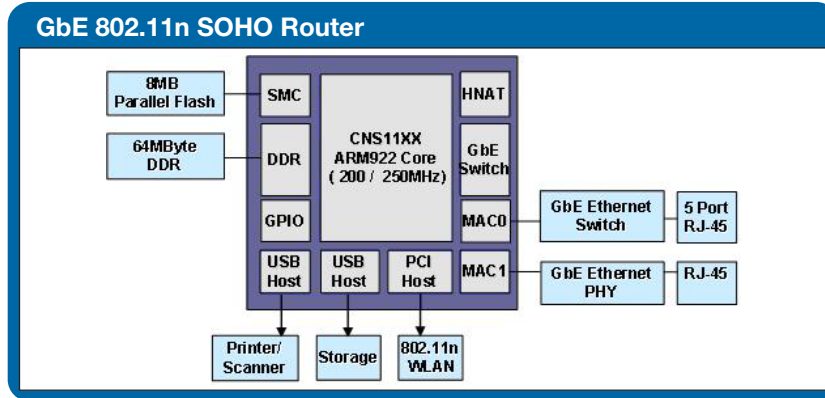 GbE 802.11n SOHO Router
8MB
Parallel Flash
64MByte
DDR
SMC
DDR
GPIO
CNS11XX
ARM922 Core
( 200 / 250MHz)
HNAT
GbE
Switch
MAC0
MAC1
USB
Host
USB
Host
PCI
Host
GbE Ethernet
Switch
5 Port
RJ-45
GbE Ethernet
PHY
RJ-45
Printer/
Scanner
Storage
802.11n
WLAN